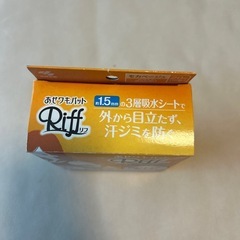 あせワキパット
Riff
リフ
約1.5mmの3層吸水シートで
外から目立たず、
汗ジミを防ぐ